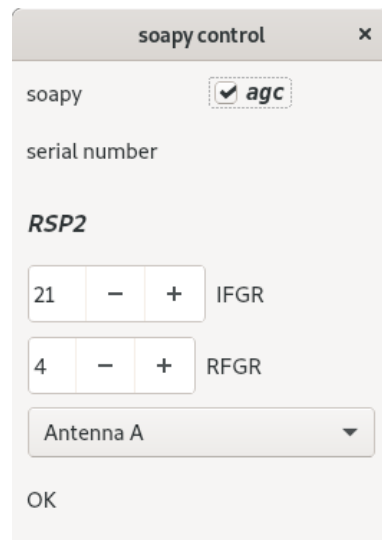 soapy control
soapy agc
serial number
RSP2
21 IFGR
4 RFGR
Antenna A
OK